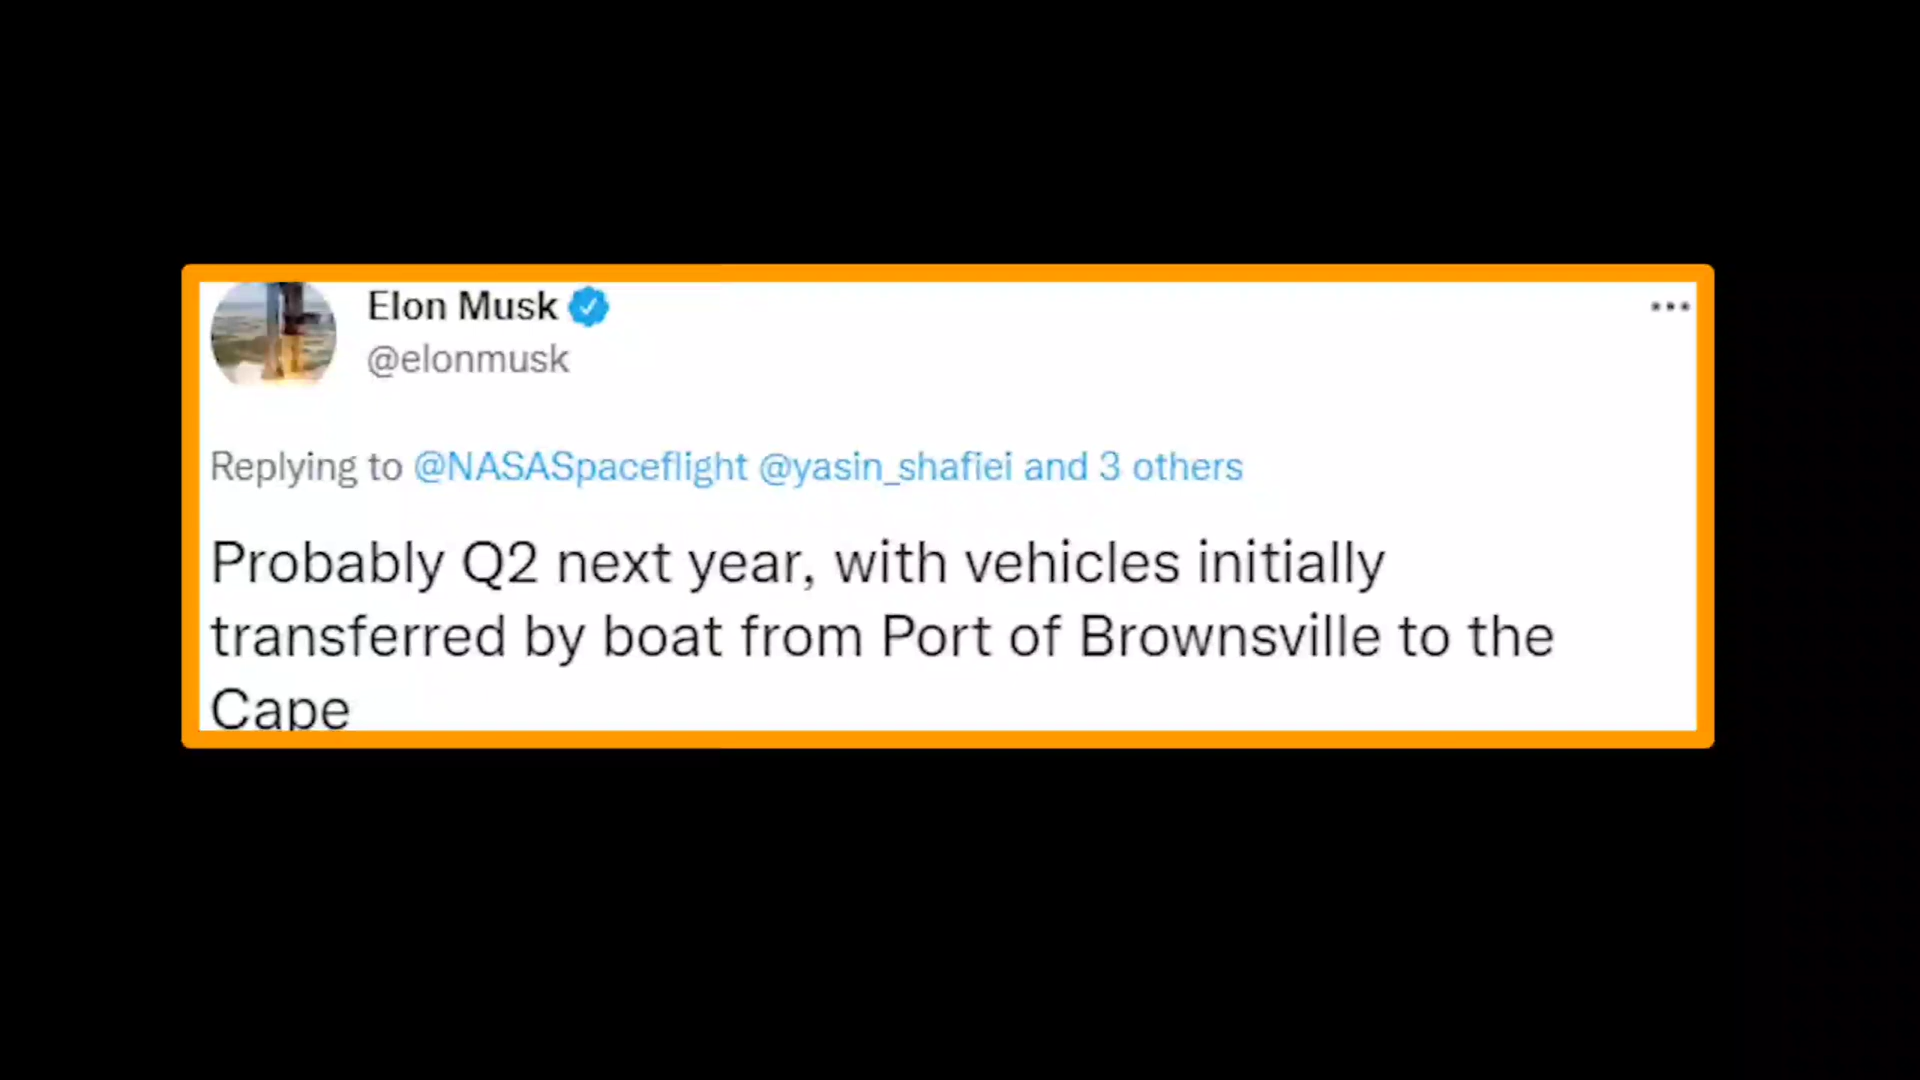 Elon Musk
@elonmusk
Replying to @NASASpaceflight @yasin_shafiei and 3 others
Probably Q2 next year, with vehicles initially
transferred by boat from Port of Brownsville to the
Cape